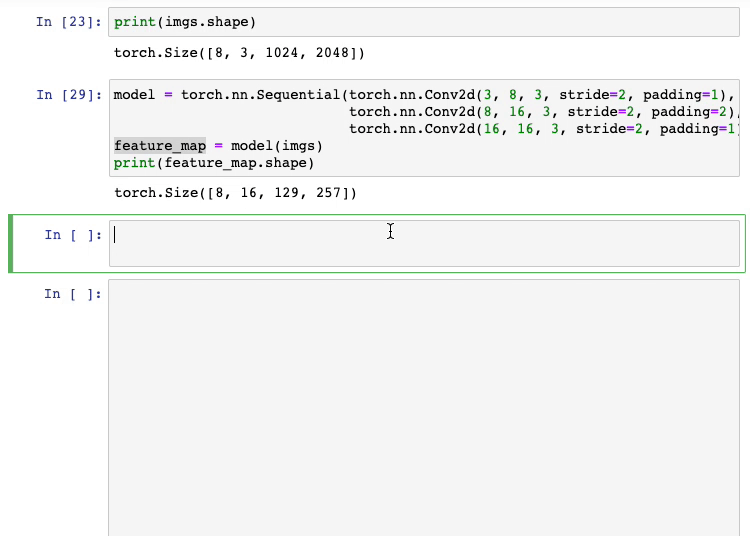 In [23]: print(imgs.shape)
torch.Size([8, 3, 1024, 2048])
In [29]: model = torch.nn.Sequential(torch.nn.Conv2d(3, 8, 3, stride=2, padding=1),
torch.nn.Conv2d(8, 16, 3, stride=2, padding=2),
torch.nn.Conv2d(16, 16, 3, stride=2, padding=1)
feature_map = model(imgs)
print(feature_map.shape)
torch.Size([8, 16, 129, 257])
In [ ]:
In [ ]: